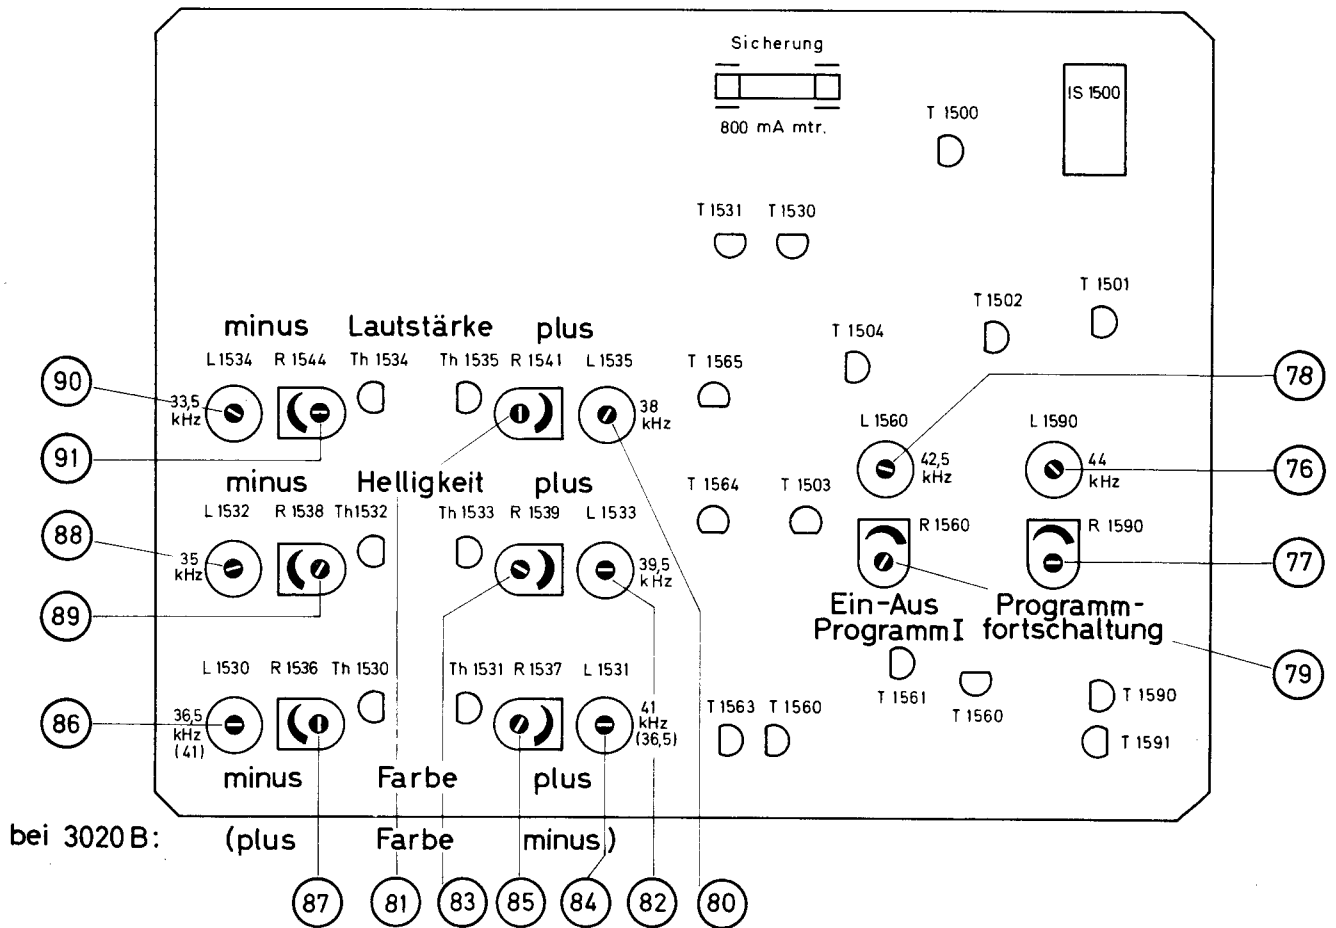 Sicherung
IS 1500
800 mA mtr.
T 1500
T 1531 T 1530
T 1501
T 1502
T 1504
minus Lautstärke plus
L 1534 R 1544 Th 1534 Th 1535 R 1541 L 1535
T 1565
90
33,5 kHz
38 kHz
78
L 1560 L 1590
91
42,5 kHz
44 kHz
76
minus Helligkeit plus
T 1564 T 1503
L 1532 R 1538 Th 1532 Th 1533 R 1539 L 1533
R 1560 R 1590
88
35 kHz
39,5 kHz
77
89
Ein-Aus Programm I
Programm-
fortschaltung
L 1530 R 1536 Th 1530 Th 1531 R 1537 L 1531
T 1561 T 1560
79
T 1590
86
36,5 kHz (41)
41 kHz (36,5)
T 1563 T 1560
T 1591
minus Farbe plus
bei 3020 B: (plus Farbe minus)
87 81 83 85 84 82 80